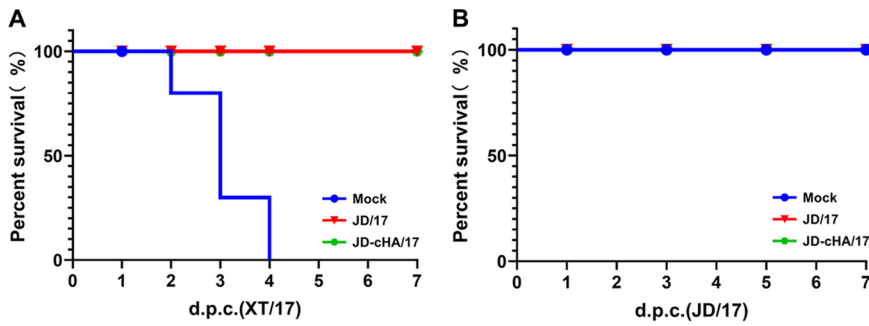 A
Percent survival( %)
100
50
0
0 1 2 3 4 5 6 7
d.p.c.(XT/17)
Mock
JD/17
JD-cHA/17
B
Percent survival( %)
100
50
0
0 1 2 3 4 5 6 7
d.p.c.(JD/17)
Mock
JD/17
JD-cHA/17